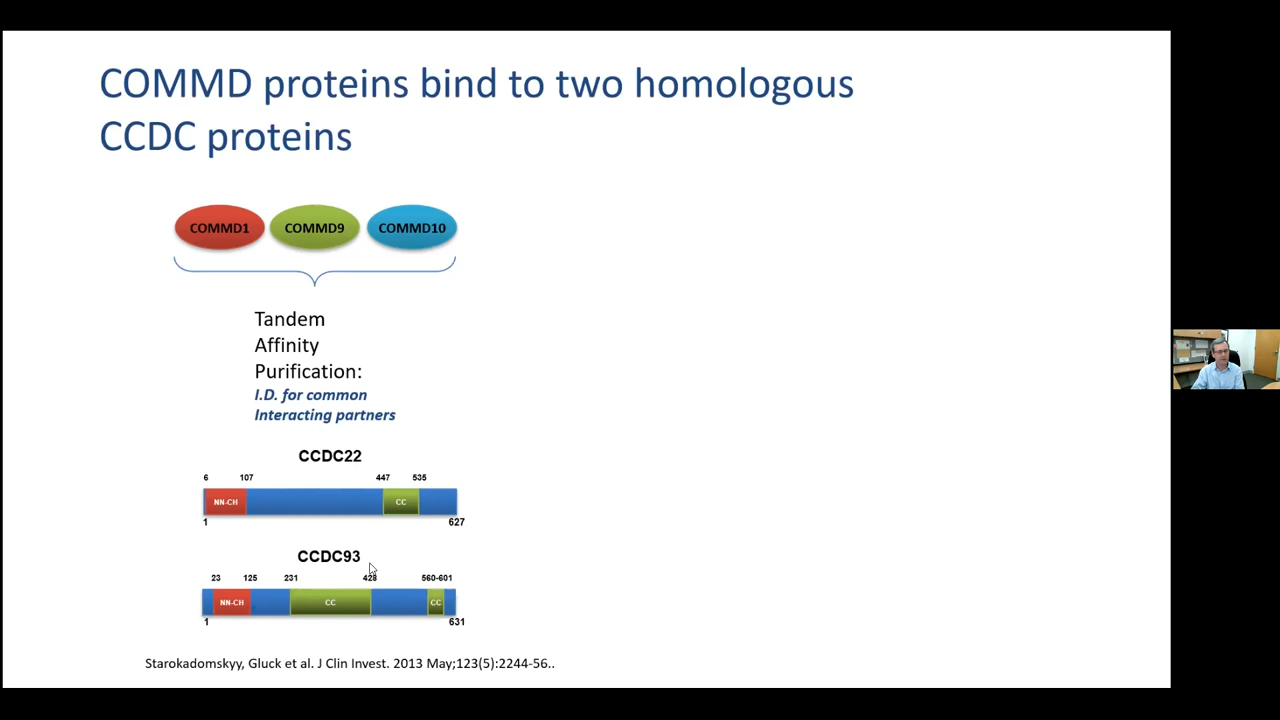 COMMD proteins bind to two homologous
CCDC proteins
COMMD1 COMMD9 COMMD10
Tandem
Affinity
Purification:
I.D. for common
Interacting partners
CCDC22
6 107 447 535
NN-CH CC
1 627
CCDC93
23 125 231 428 560-601
NN-CH CC CC
1 631
Starokadomskyy, Gluck et al. J Clin Invest. 2013 May;123(5):2244-56..